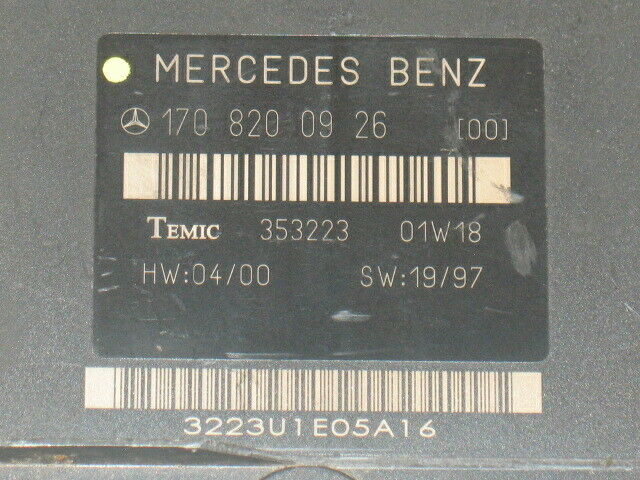 MERCEDES BENZ
170 820 09 26 [00]
TEMIC 353223 01W18
HW:04/00 SW:19/97
3223U1E05A16